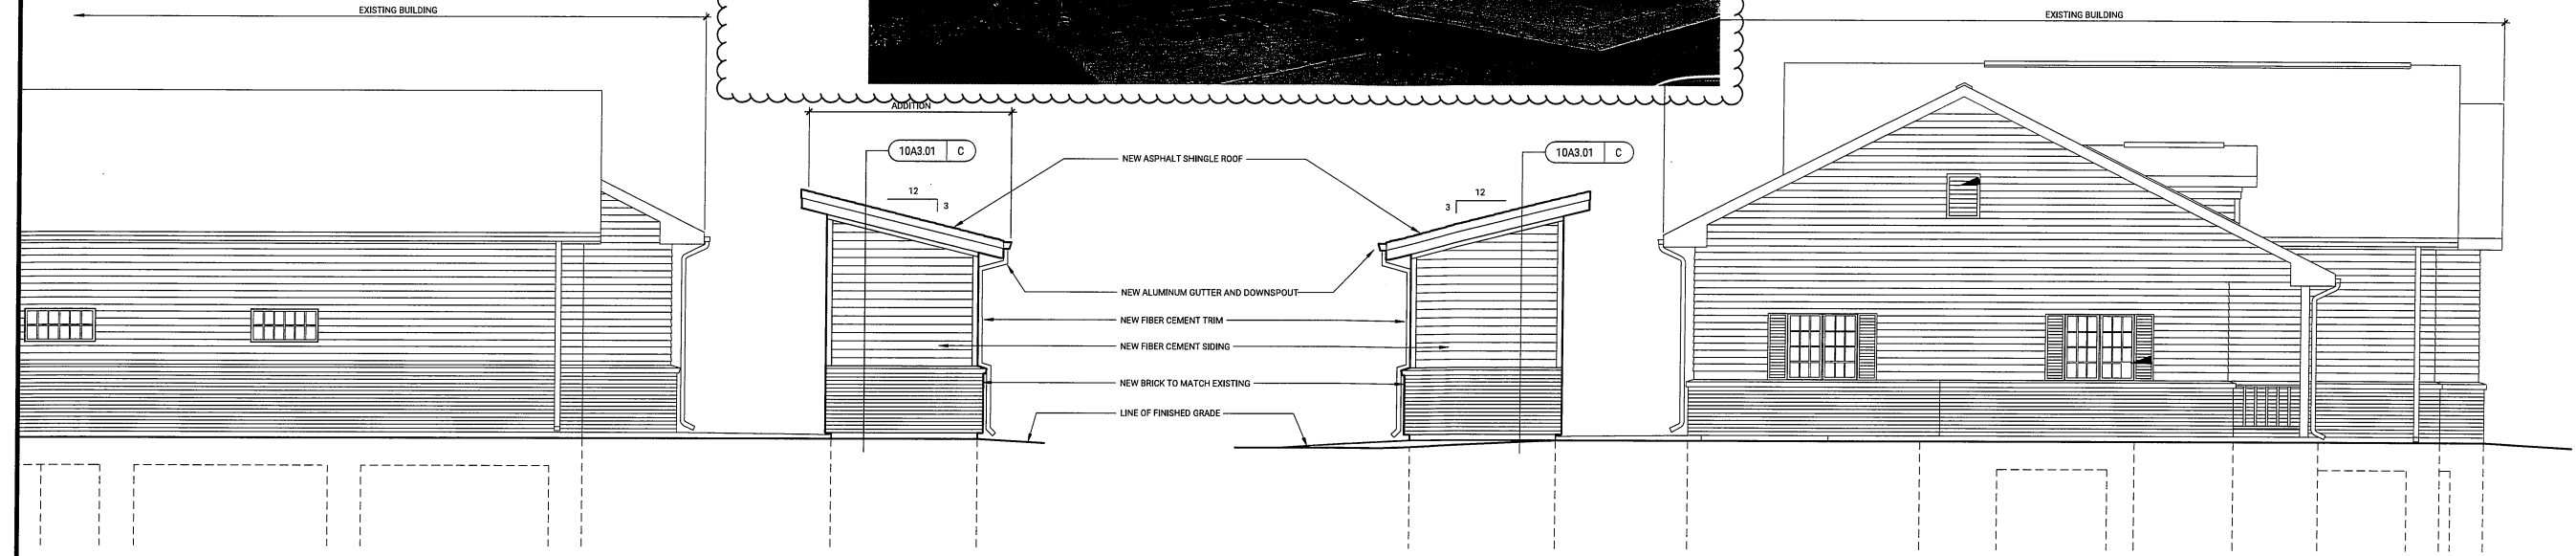 EXISTING BUILDING
EXISTING BUILDING
ADDITION
10A3.01 C
10A3.01 C
NEW ASPHALT SHINGLE ROOF
12
3
12
3
NEW ALUMINUM GUTTER AND DOWNSPOUT
NEW FIBER CEMENT TRIM
NEW FIBER CEMENT SIDING
NEW BRICK TO MATCH EXISTING
LINE OF FINISHED GRADE